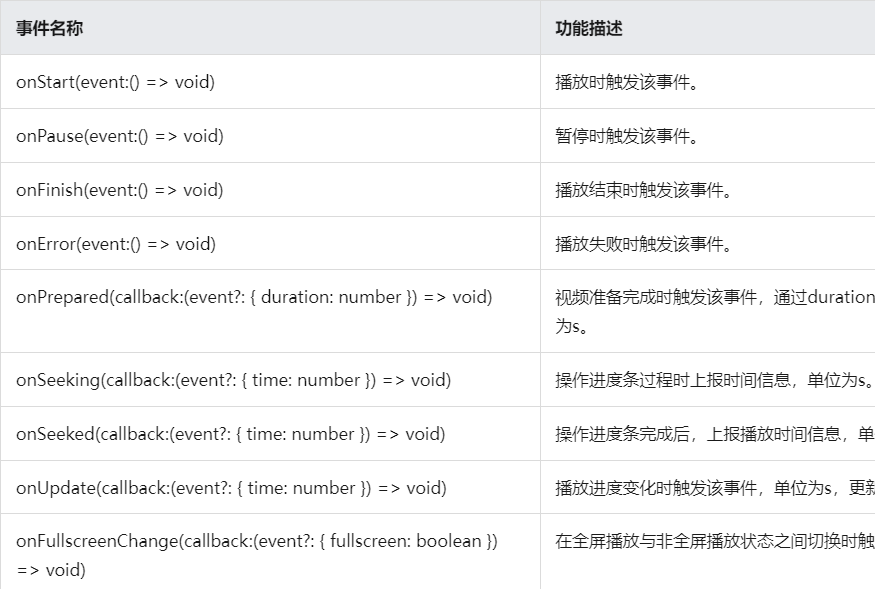 事件名称 功能描述
onStart(event:() => void) 播放时触发该事件。
onPause(event:() => void) 暂停时触发该事件。
onFinish(event:() => void) 播放结束时触发该事件。
onError(event:() => void) 播放失败时触发该事件。
onPrepared(callback:(event?: { duration: number }) => void) 视频准备完成时触发该事件，通过duration
为s。
onSeeking(callback:(event?: { time: number }) => void) 操作进度条过程时上报时间信息，单位为s。
onSeeked(callback:(event?: { time: number }) => void) 操作进度条完成后，上报播放时间信息，单
onUpdate(callback:(event?: { time: number }) => void) 播放进度变化时触发该事件，单位为s，更新
onFullscreenChange(callback:(event?: { fullscreen: boolean }) 在全屏播放与非全屏播放状态之间切换时触
=> void)